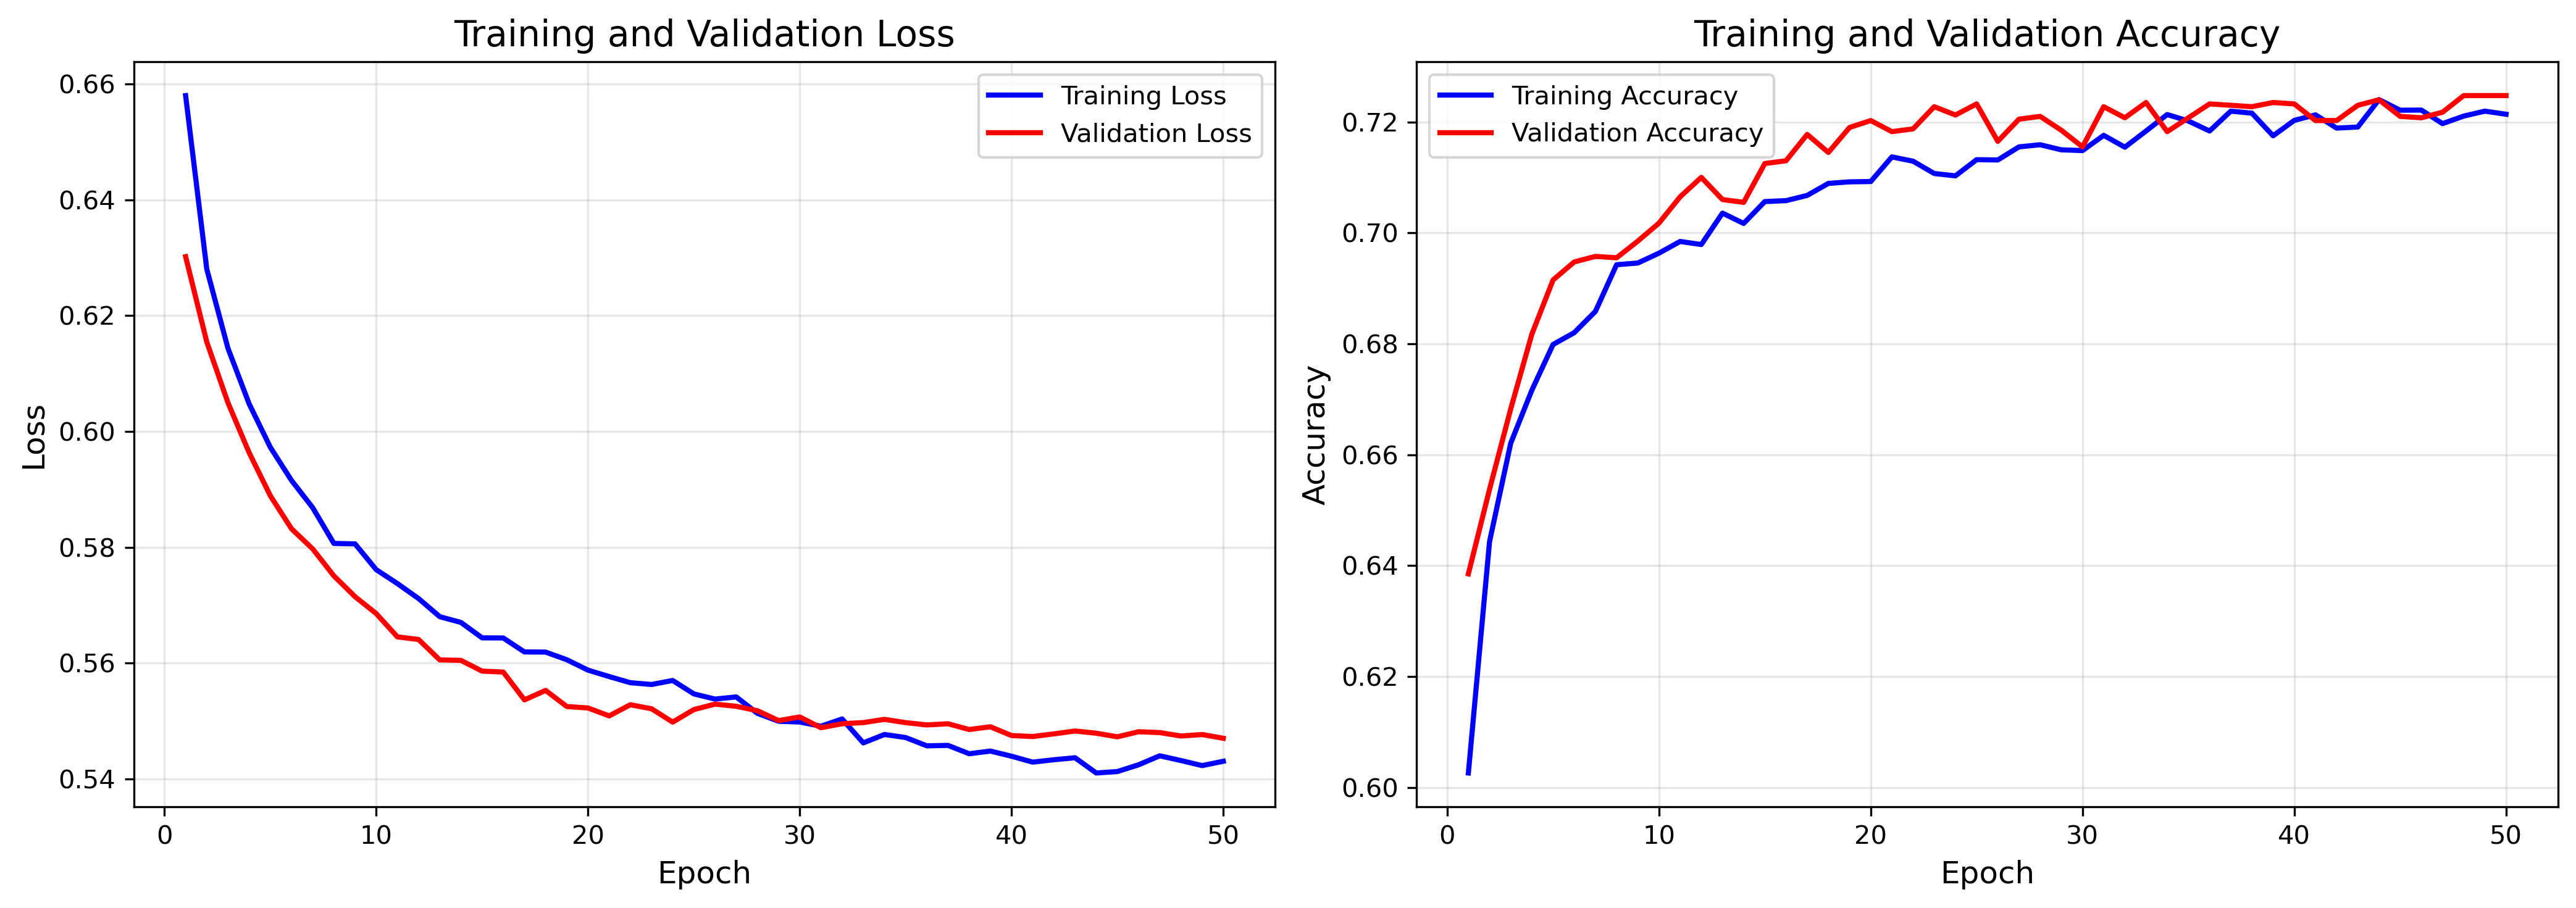 Training and Validation Loss
Training Loss
Validation Loss
0.66
0.64
0.62
0.60
0.58
0.56
0.54
Loss
0
10
20
30
40
50
Epoch
Training and Validation Accuracy
Training Accuracy
Validation Accuracy
0.72
0.70
0.68
0.66
0.64
0.62
0.60
Accuracy
0
10
20
30
40
50
Epoch